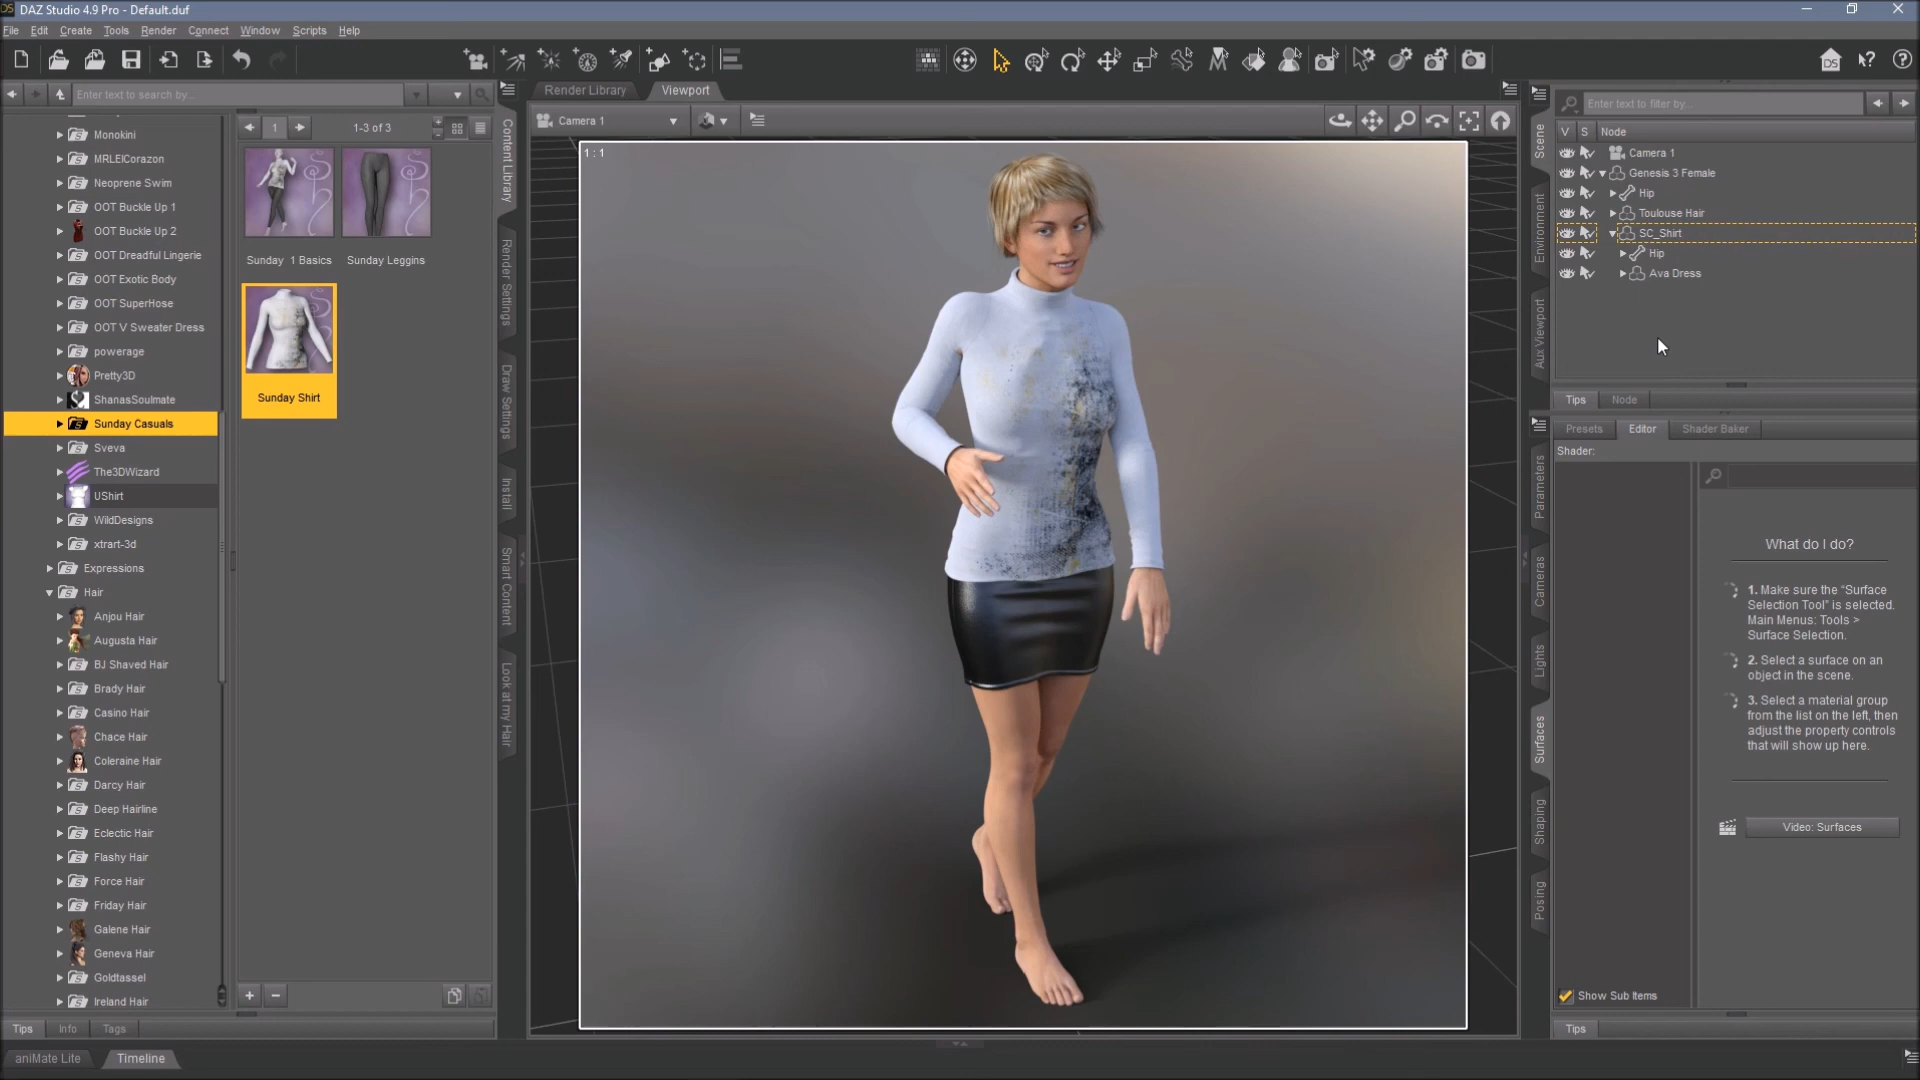 DAZ Studio 4.9 Pro - Default.duf
File Edit Create Tools Render Connect Window Scripts Help
DS
Enter text to search by...
Monokini
MRLElCorazon
Neoprene Swim
OOT Buckle Up 1
OOT Buckle Up 2
OOT Dreadful Lingerie
OOT Exotic Body
OOT SuperHose
OOT V Sweater Dress
powerage
Pretty3D
ShanasSoulmate
Sunday Casuals
Sveva
The3DWizard
UShirt
WildDesigns
xtrart-3d
Expressions
Hair
Anjou Hair
Augusta Hair
BJ Shaved Hair
Brady Hair
Casino Hair
Chace Hair
Coleraine Hair
Darcy Hair
Deep Hairline
Eclectic Hair
Flashy Hair
Force Hair
Friday Hair
Galene Hair
Geneva Hair
Goldtassel
Ireland Hair
Tips Info Tags
aniMate Lite Timeline
1 1-3 of 3
Sunday 1 Basics Sunday Leggins
Sunday Shirt
Content Library
Render Settings
Draw Settings
Install
Smart Content
Look at my Hair
Render Library Viewport
Camera 1
1 : 1
Scene
Environment
Aux Viewport
Enter text to filter by...
V S Node
Camera 1
Genesis 3 Female
Hip
Toulouse Hair
SC_Shirt
Hip
Ava Dress
Tips Node
Parameters
Cameras
Lights
Surfaces
Shaping
Posing
Presets Editor Shader Baker
Shader:
What do I do?
1. Make sure the “Surface
Selection Tool” is selected.
Main Menus: Tools >
Surface Selection.
2. Select a surface on an
object in the scene.
3. Select a material group
from the list on the left, then
adjust the property controls
that will show up here.
Video: Surfaces
Show Sub Items
Tips